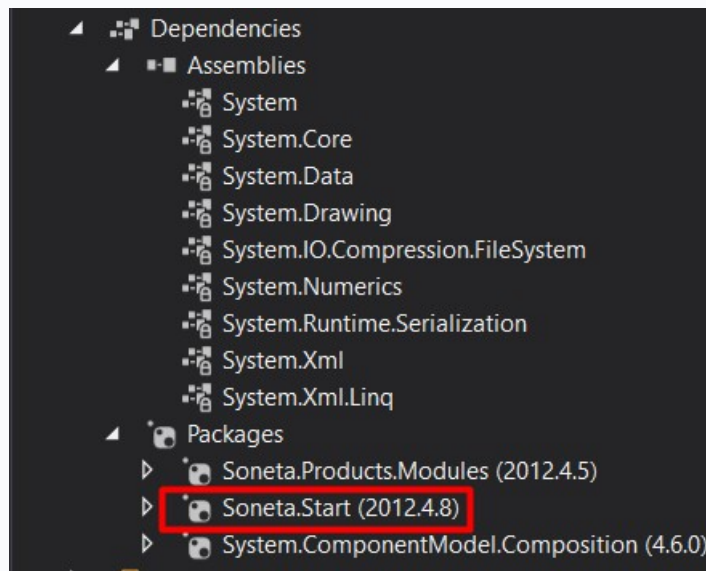 Dependencies
Assemblies
System
System.Core
System.Data
System.Drawing
System.IO.Compression.FileSystem
System.Numerics
System.Runtime.Serialization
System.Xml
System.Xml.Linq
Packages
Soneta.Products.Modules (2012.4.5)
Soneta.Start (2012.4.8)
System.ComponentModel.Composition (4.6.0)